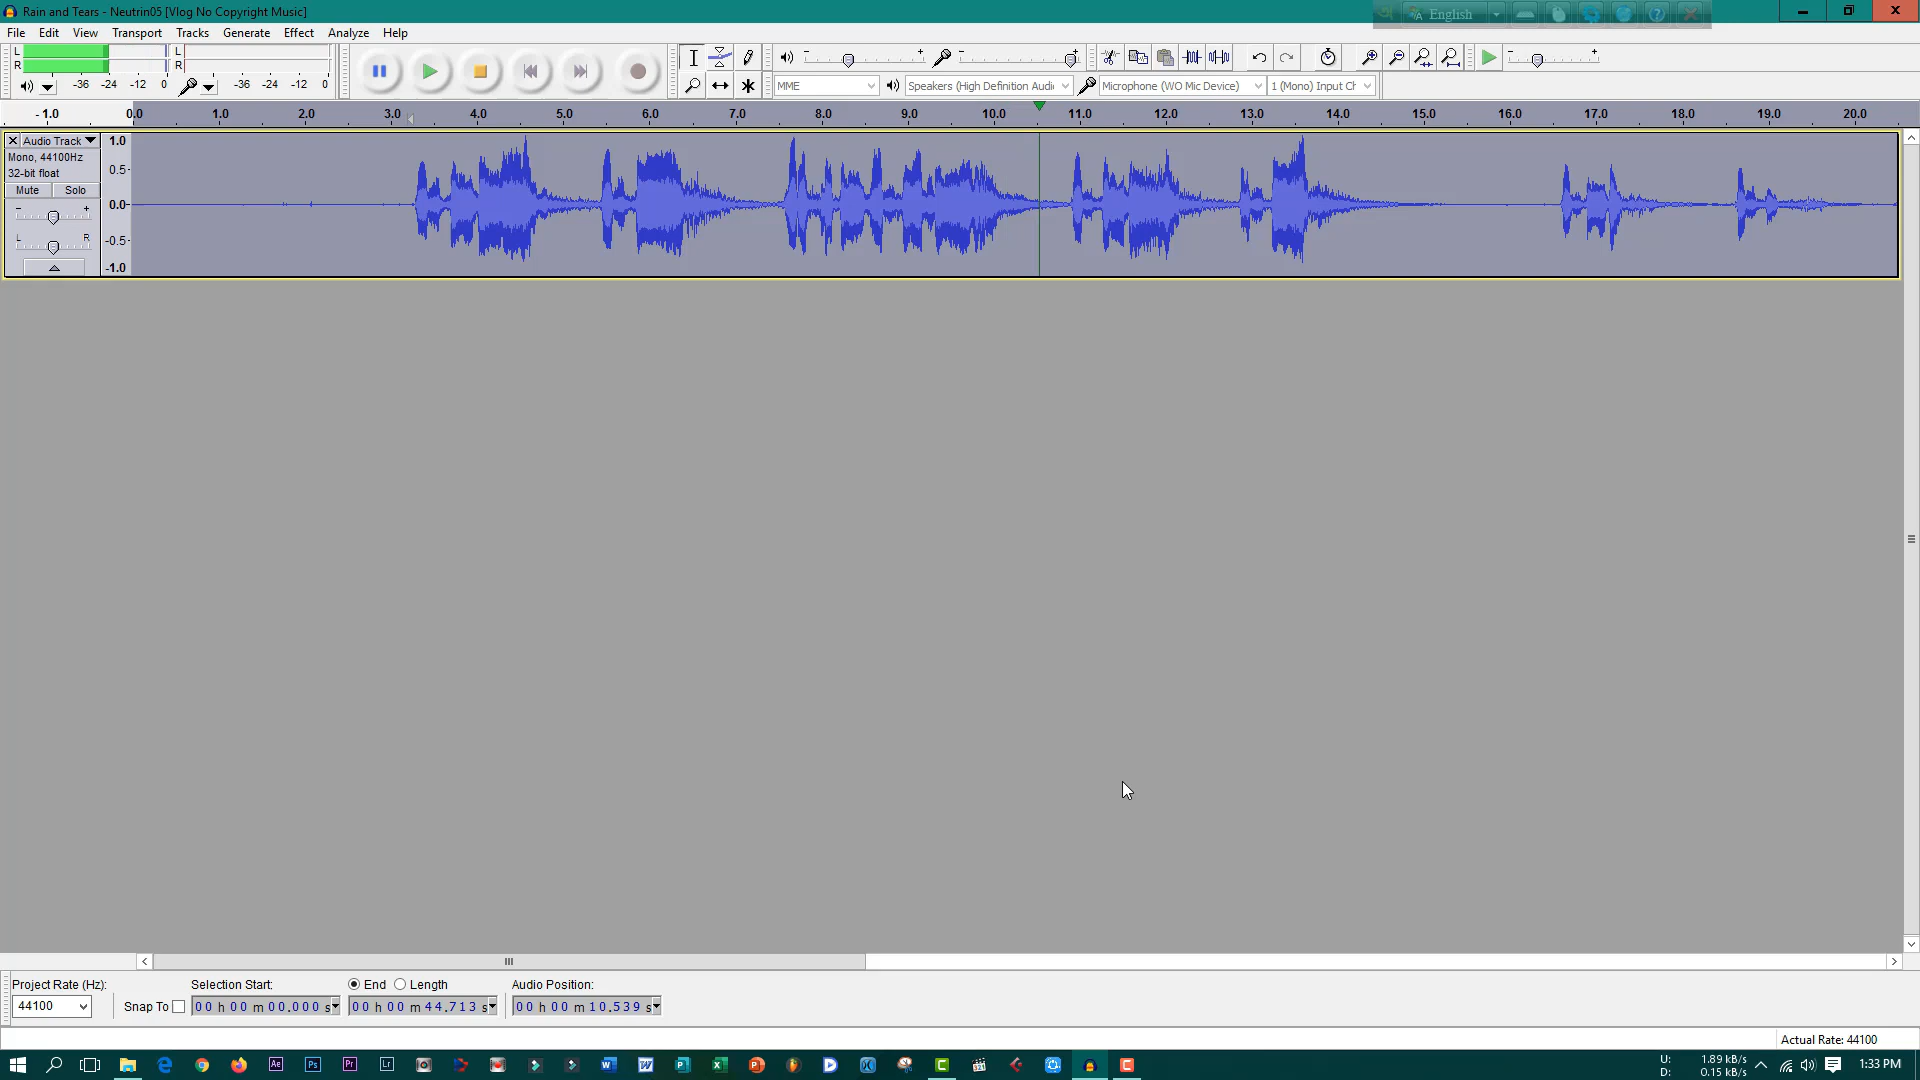 Rain and Tears - Neutrin05 [Vlog No Copyright Music]
English
File Edit View Transport Tracks Generate Effect Analyze Help
L
R
-36 -24 -12 0
L
R
-36 -24 -12 0
MME
Speakers (High Definition Audi
Microphone (WO Mic Device)
1 (Mono) Input Ch
- 1.0 0.0 1.0 2.0 3.0 4.0 5.0 6.0 7.0 8.0 9.0 10.0 11.0 12.0 13.0 14.0 15.0 16.0 17.0 18.0 19.0 20.0
Audio Track
Mono, 44100Hz
32-bit float
Mute Solo
- +
L R
1.0
0.5-
0.0-
-0.5-
-1.0
Project Rate (Hz):
44100
Snap To
Selection Start:
00 h 00 m 00.000 s
End Length
00 h 00 m 44.713 s
Audio Position:
00 h 00 m 10.539 s
Actual Rate: 44100
Ae Ps Pr Lr
U: 1.89 kB/s
D: 0.15 kB/s
1:33 PM